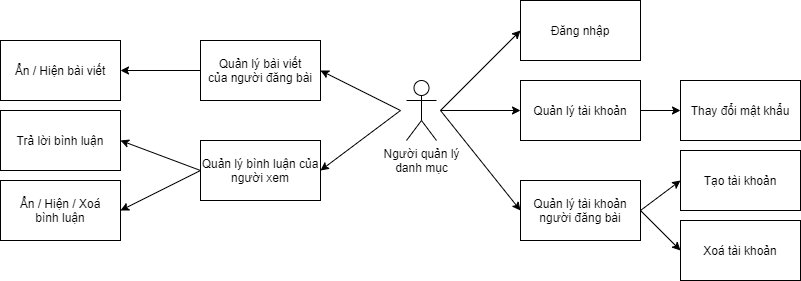 Đăng nhập
Ẩn / Hiện bài viết
Quản lý bài viết
của người đăng bài
Quản lý tài khoản
Thay đổi mật khẩu
Trả lời bình luận
Người quản lý
danh mục
Quản lý bình luận của
người xem
Tạo tài khoản
Ẩn / Hiện / Xoá
bình luận
Quản lý tài khoản
người đăng bài
Xoá tài khoản